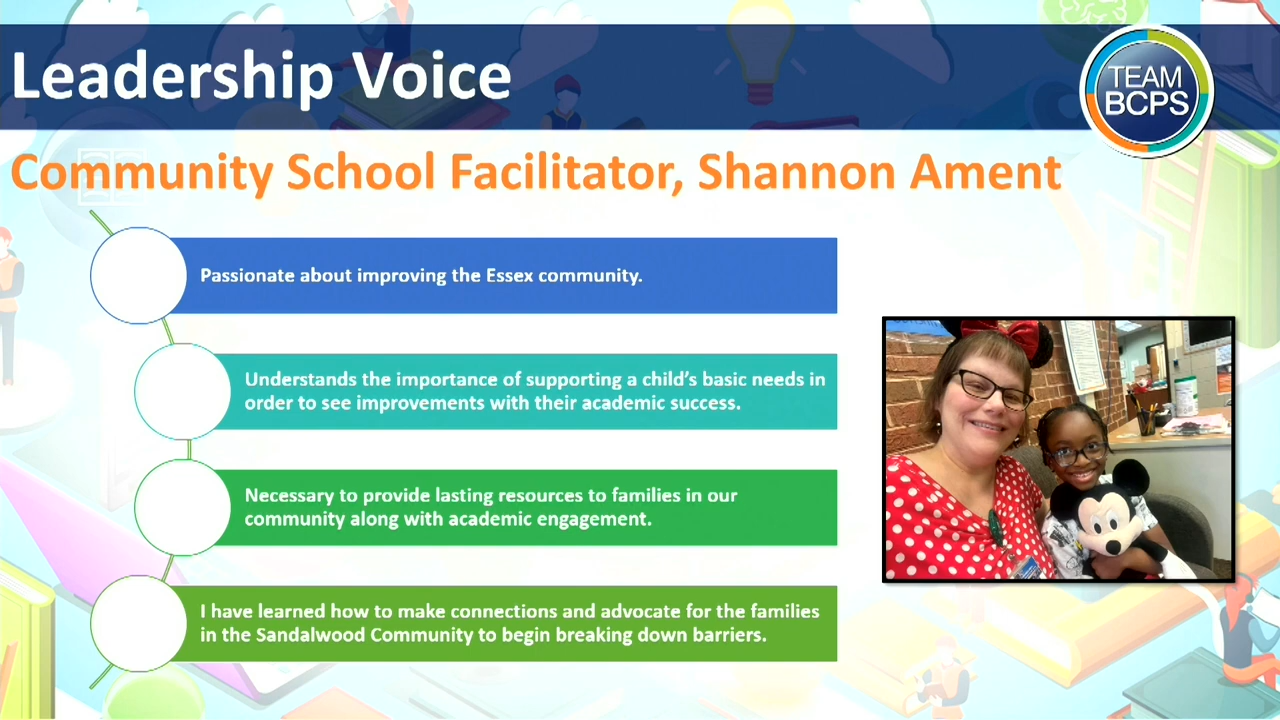 Leadership Voice
TEAM
BCPS
Community School Facilitator, Shannon Ament
Passionate about improving the Essex community.
Understands the importance of supporting a child's basic needs in
order to see improvements with their academic success.
Necessary to provide lasting resources to families in our
community along with academic engagement.
I have learned how to make connections and advocate for the families
in the Sandalwood Community to begin breaking down barriers.